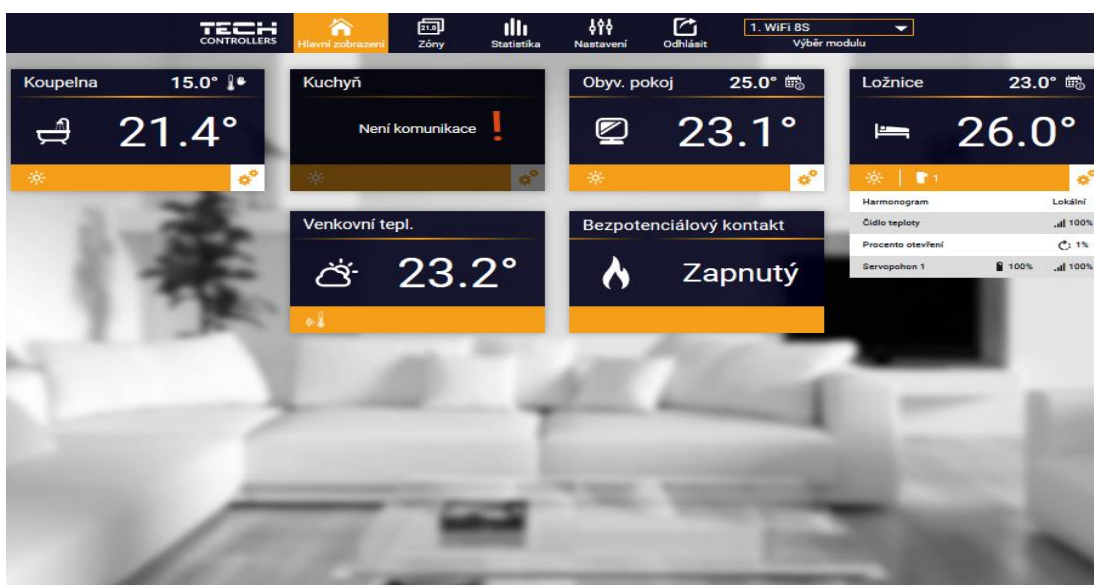 TECH
CONTROLLERS
Hlavní zobrazení
21.0
Zóny
Statistika
Nastavení
Odhlásit
1. WiFi 8S
Výběr modulu
Koupelna 15.0°
21.4°
Kuchyň
Není komunikace !
Obyv. pokoj 25.0°
23.1°
Ložnice 23.0°
26.0°
1
Harmonogram Lokální
Čidlo teploty 100%
Procento otevření 1%
Servopohon 1 100% 100%
Venkovní tepl.
23.2°
Bezpotenciálový kontakt
Zapnutý